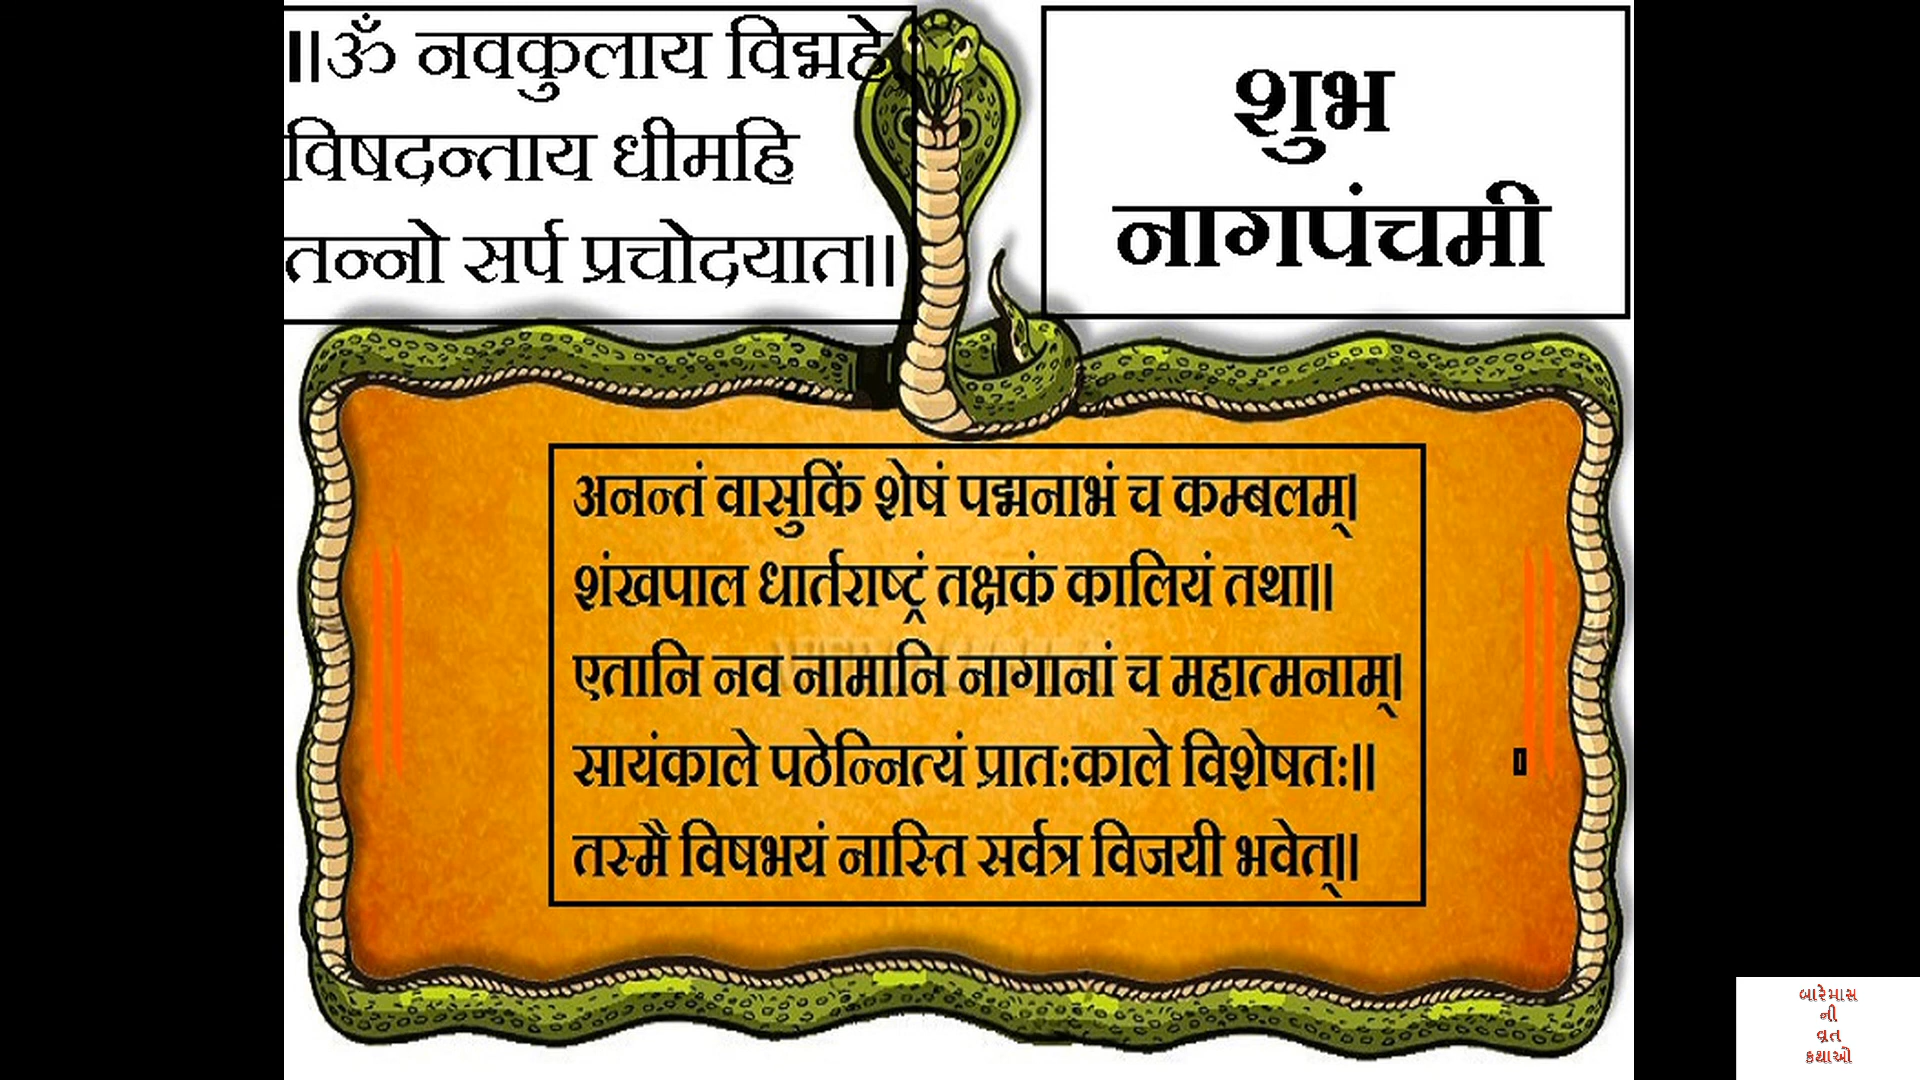 ॥ॐ नवकुलाय विद्महे
विषदन्ताय धीमहि
तन्नो सर्प प्रचोदयात॥
शुभ
नागपंचमी
अनन्तं वासुकिं शेषं पद्मनाभं च कम्बलम्।
शंखपाल धार्तराष्ट्रं तक्षकं कालियं तथा॥
एतानि नव नामानि नागानां च महात्मनाम्।
सायंकाले पठेन्नित्यं प्रातःकाले विशेषतः॥
तस्मै विषभयं नास्ति सर्वत्र विजयी भवेत्॥
બારેમાસ
ની
વ્રત
કથાઓ